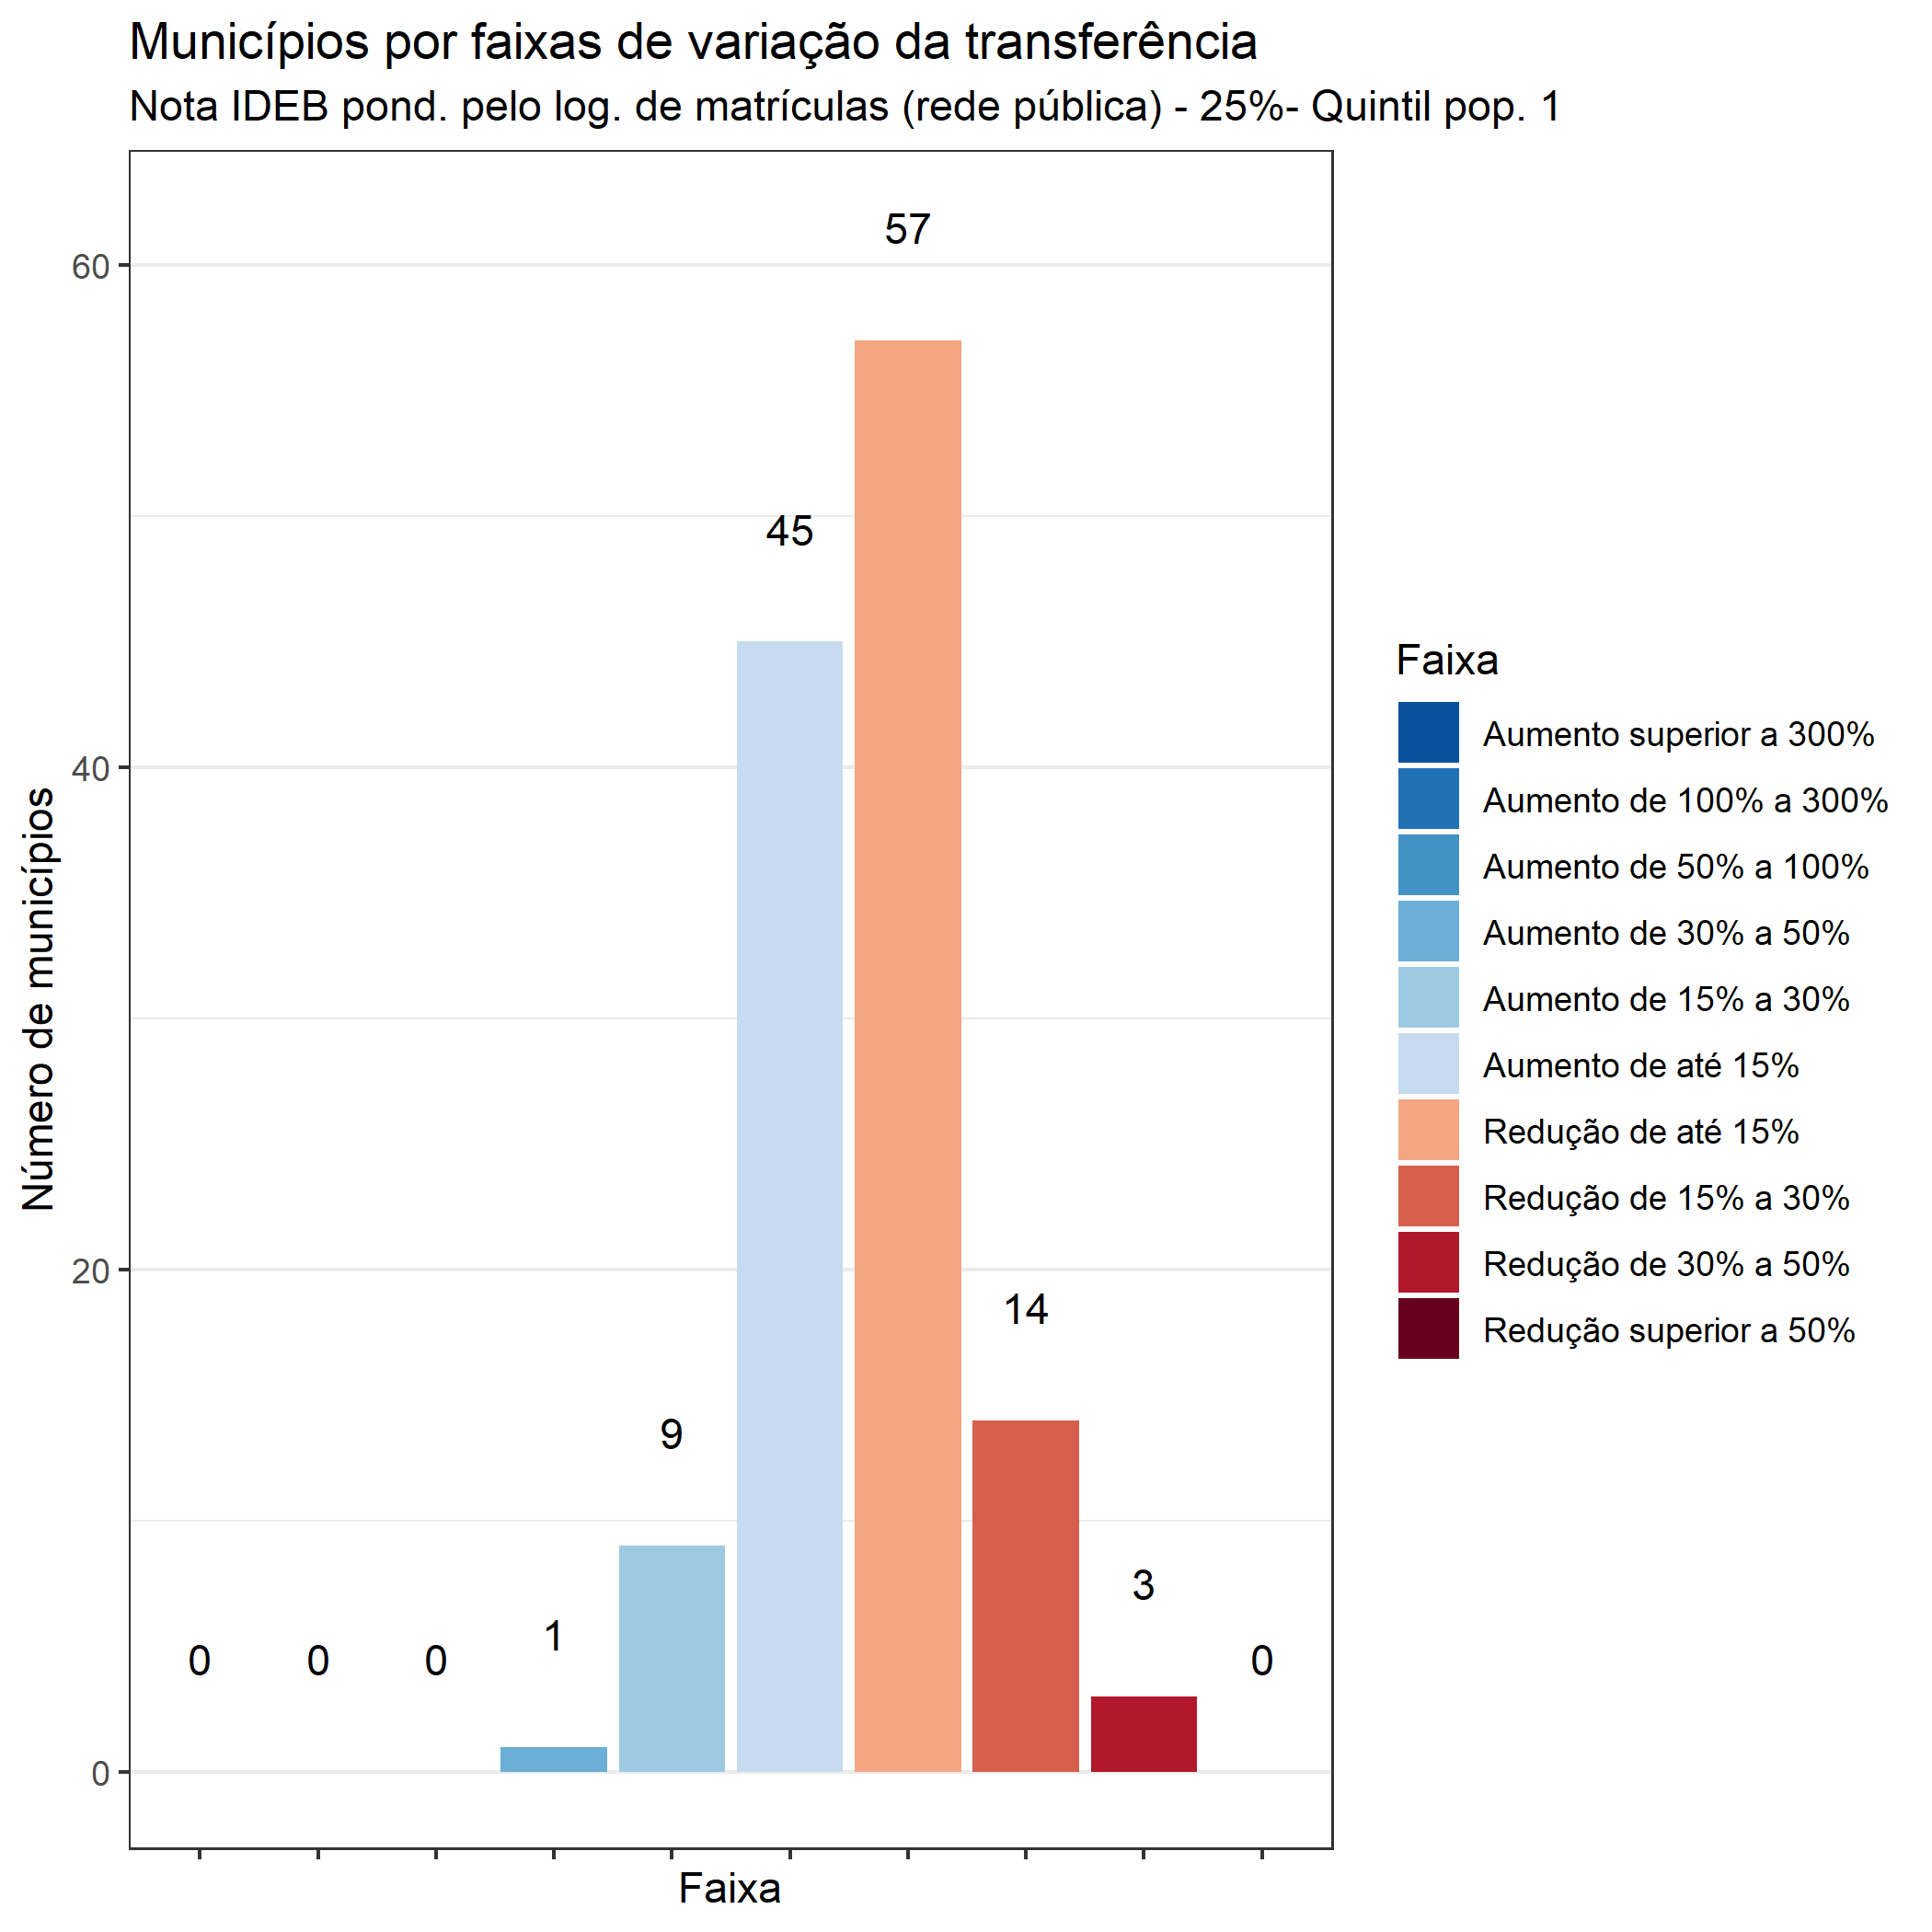 Municípios por faixas de variação da transferência
Nota IDEB pond. pelo log. de matrículas (rede pública) - 25%- Quintil pop. 1
Número de municípios
60
40
20
0
0
0
0
1
9
45
57
14
3
0
Faixa
Faixa
Aumento superior a 300%
Aumento de 100% a 300%
Aumento de 50% a 100%
Aumento de 30% a 50%
Aumento de 15% a 30%
Aumento de até 15%
Redução de até 15%
Redução de 15% a 30%
Redução de 30% a 50%
Redução superior a 50%